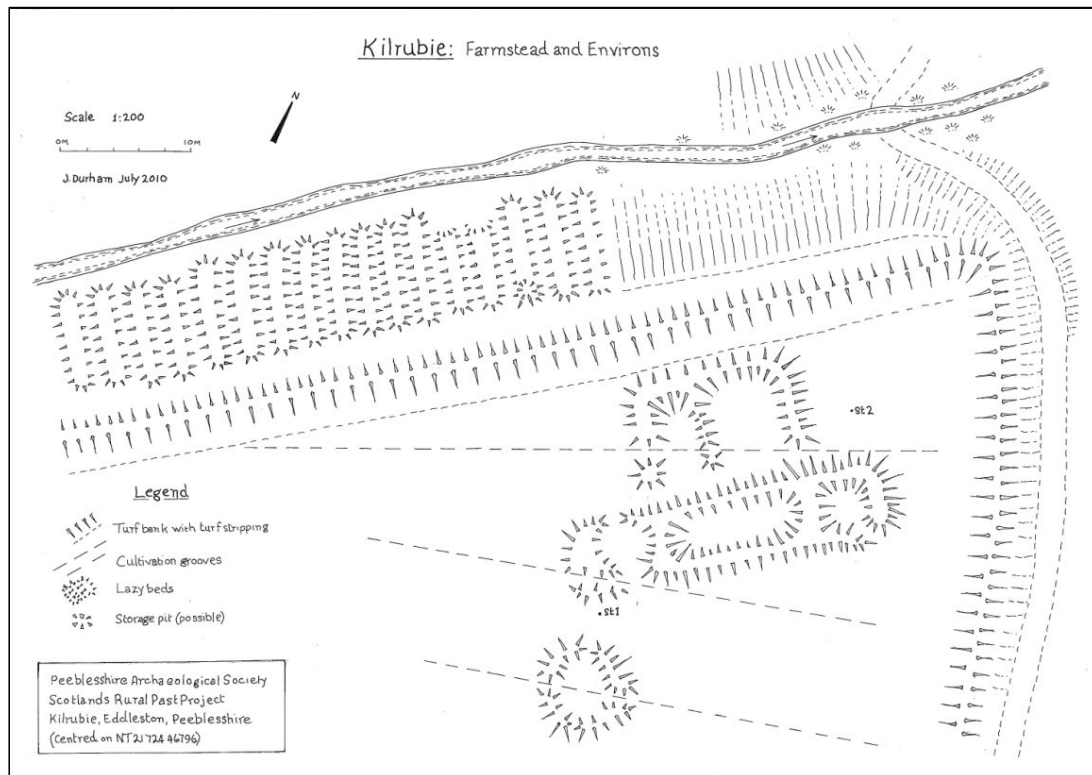 Kilrubie: Farmstead and Environs
N
Scale 1:200
0M 10M
J. Durham July 2010
.st2
.st1
Legend
Turf bank with turf stripping
Cultivation grooves
Lazy beds
Storage pit (possible)
Peeblesshire Archaeological Society
Scotlands Rural Past Project
Kilrubie, Eddleston, Peeblesshire
(Centred on NT 21724 46796)